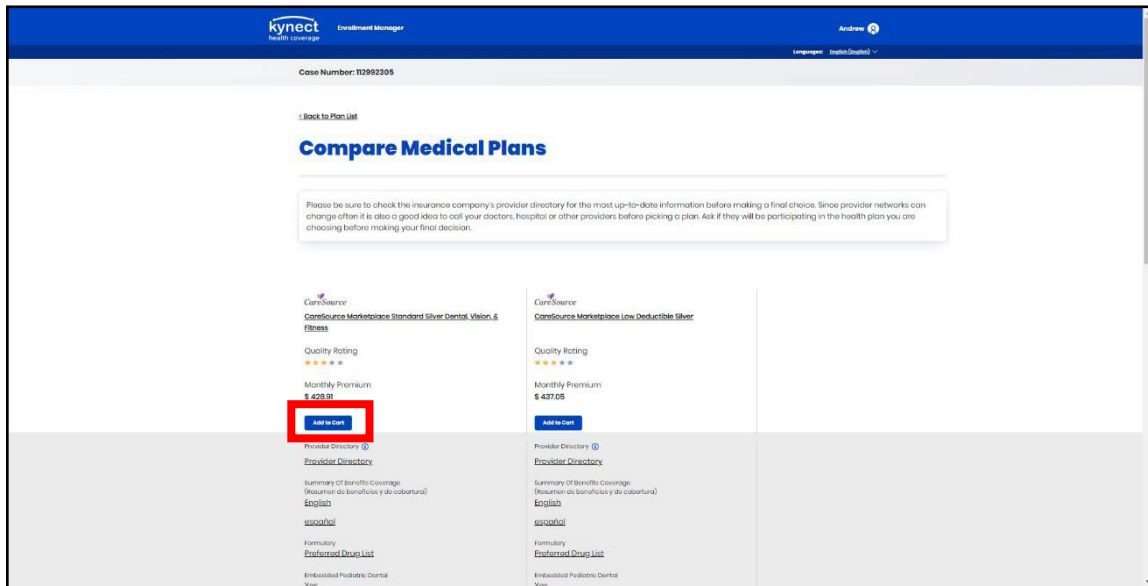 kynect
health coverage
Enrollment Manager
Andrew
Languages: English (English)
Case Number: 112992305
< Back to Plan List
Compare Medical Plans
Please be sure to check the insurance company's provider directory for the most up-to-date information before making a final choice. Since provider networks can
change often it is also a good idea to call your doctors, hospital or other providers before picking a plan. Ask if they will be participating in the health plan you are
choosing before making your final decision.
CareSource
CareSource Marketplace Standard Silver Dental, Vision, &
Fitness
Quality Rating
Monthly Premium
$ 428.91
Add to Cart
Provider Directory
Provider Directory
Summary Of Benefits Coverage
(Resumen de beneficios y de cobertura)
English
español
Formulary
Preferred Drug List
Embedded Pediatric Dental
Yes
CareSource
CareSource Marketplace Low Deductible Silver
Quality Rating
Monthly Premium
$ 437.05
Add to Cart
Provider Directory
Provider Directory
Summary Of Benefits Coverage
(Resumen de beneficios y de cobertura)
English
español
Formulary
Preferred Drug List
Embedded Pediatric Dental
Yes